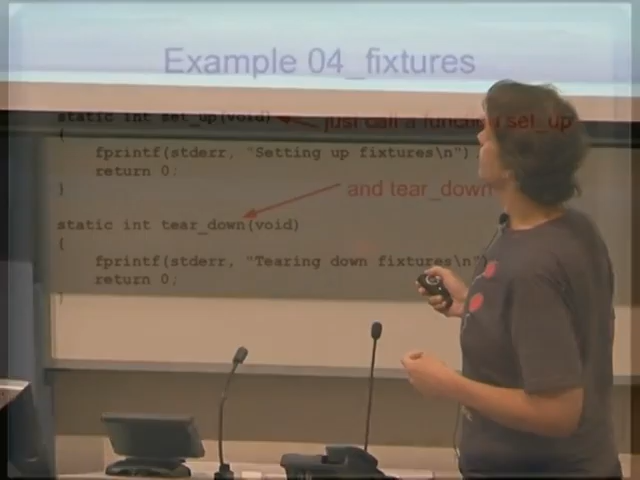 Example 04_fixtures
static int set_up(void)
just call a function set_up
{
fprintf(stderr, "Setting up fixtures\n")
return 0;
}
and tear_down
static int tear_down(void)
{
fprintf(stderr, "Tearing down fixtures\n")
return 0;
}